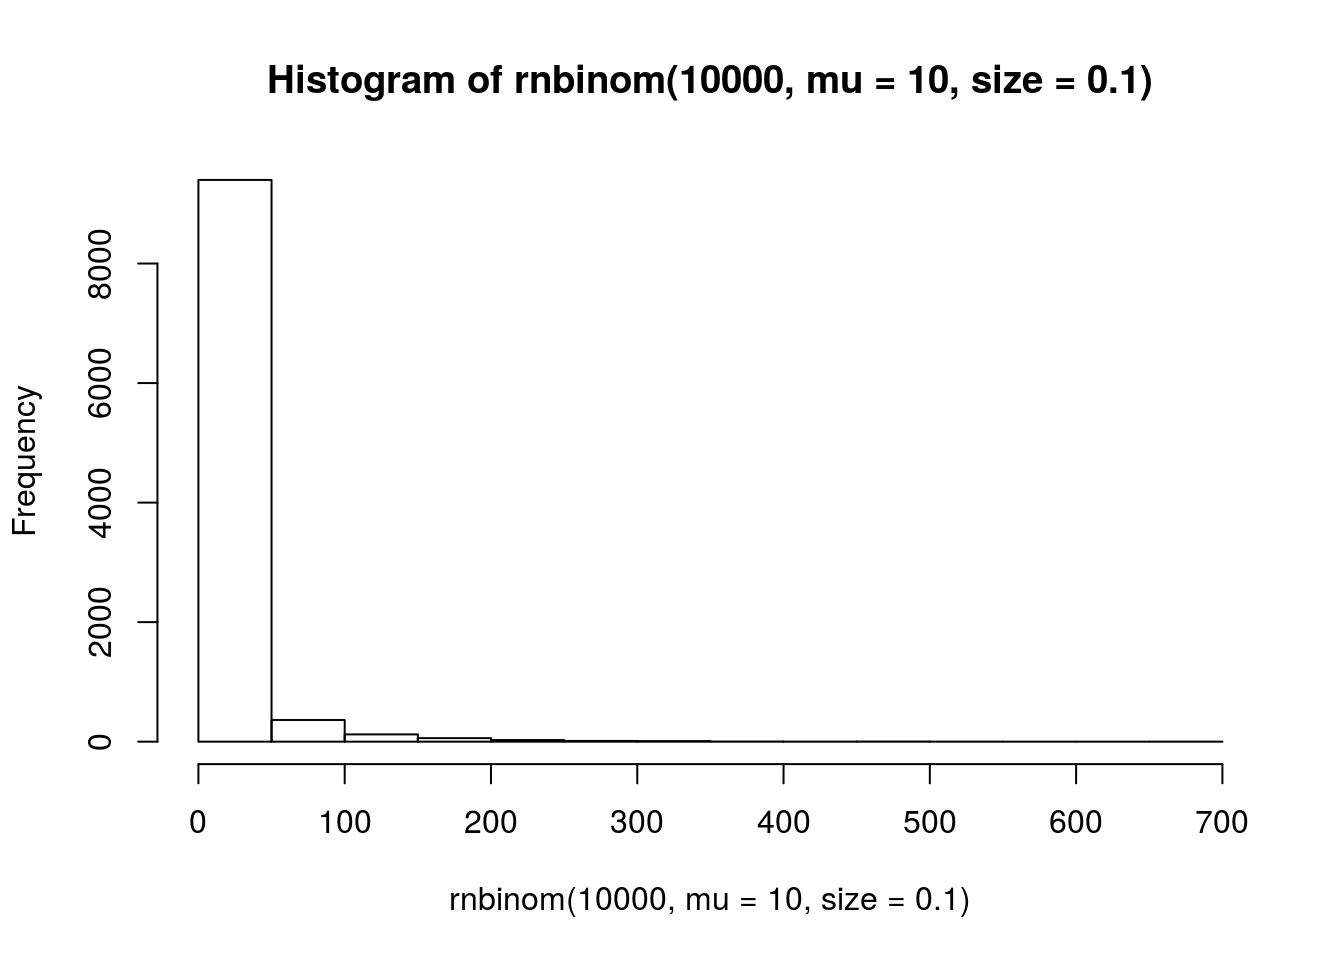 Histogram of rnbinom(10000, mu = 10, size = 0.1)
Frequency
8000
6000
4000
2000
0
0 100 200 300 400 500 600 700
rnbinom(10000, mu = 10, size = 0.1)